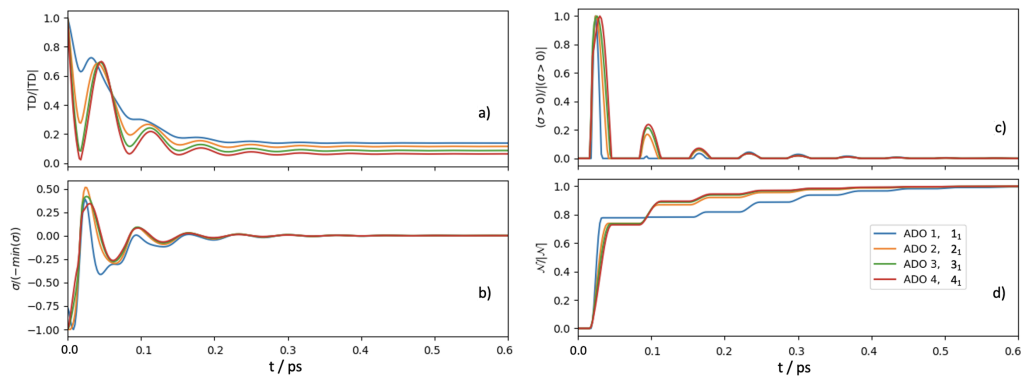 1.0
0.8
0.6
0.4
0.2
0.0
TD/|TD|
a)
0.50
0.25
0.00
-0.25
-0.50
-0.75
-1.00
σ/(−min(σ))
b)
0.0 0.1 0.2 0.3 0.4 0.5 0.6
t / ps
1.0
0.8
0.6
0.4
0.2
0.0
(σ > 0)/|(σ > 0)|
c)
1.0
0.8
0.6
0.4
0.2
0.0
𝒩/|𝒩|
ADO 1, 1₁
ADO 2, 2₁
ADO 3, 3₁
ADO 4, 4₁
d)
0.0 0.1 0.2 0.3 0.4 0.5 0.6
t / ps